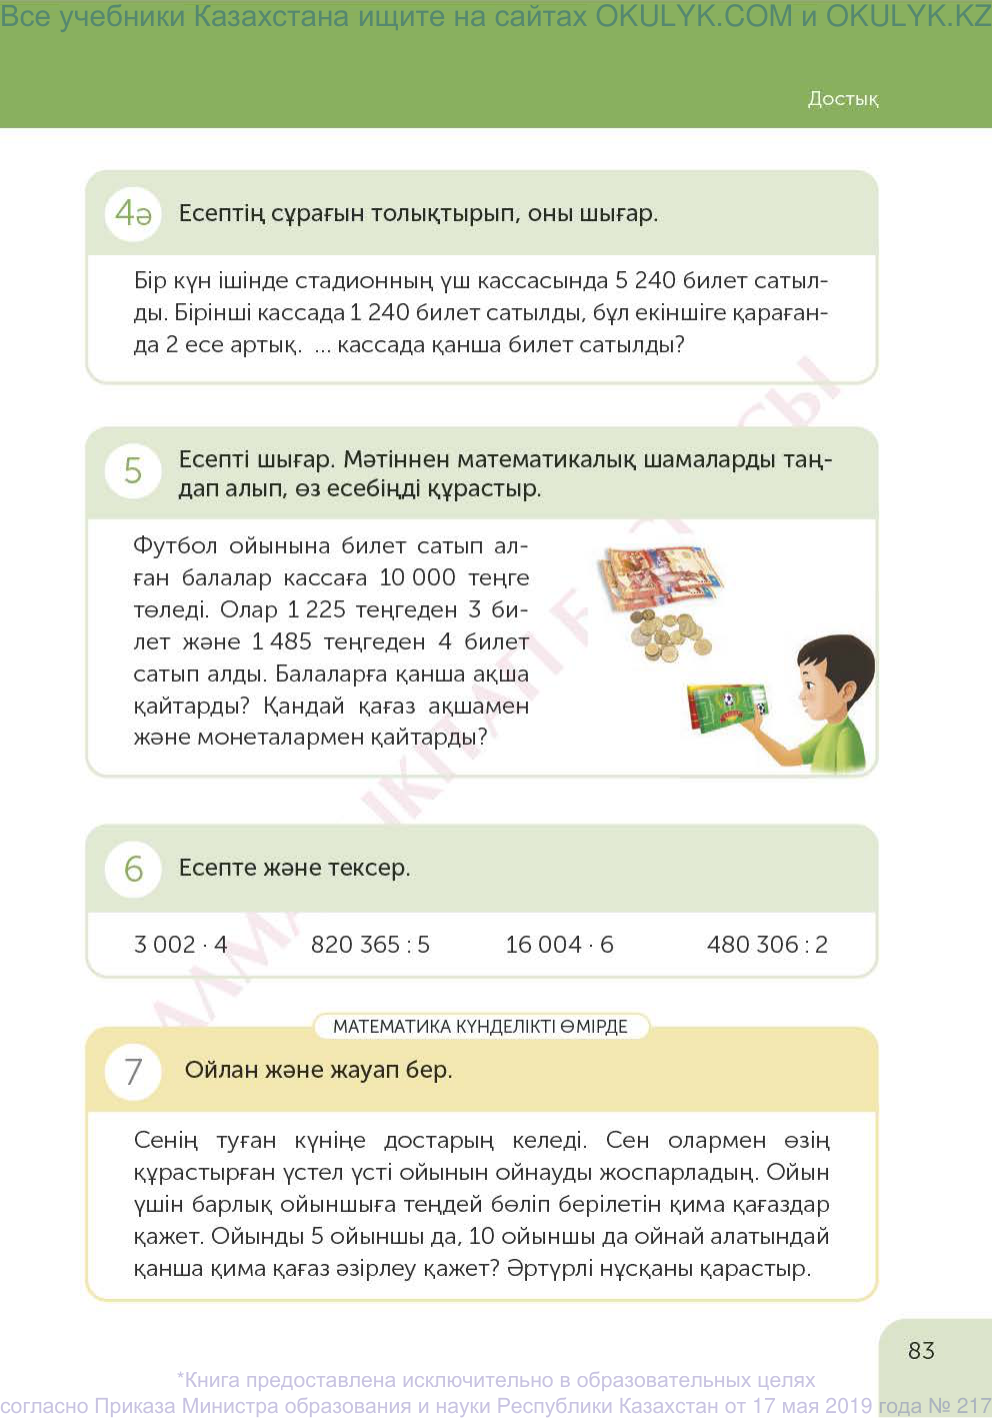 Все учебники Казахстана ищите на сайтах OKULYK.COM и OKULYK.KZ
Достық
4ә Есептің сұрағын толықтырып, оны шығар.
Бір күн ішінде стадионның үш кассасында 5 240 билет сатыл-
ды. Бірінші кассада 1 240 билет сатылды, бұл екіншіге қараған-
да 2 есе артық. ... кассада қанша билет сатылды?
5 Есепті шығар. Мәтіннен математикалық шамаларды таң-
дап алып, өз есебіңді құрастыр.
Футбол ойынына билет сатып ал-
ған балалар кассаға 10 000 теңге
төледі. Олар 1 225 теңгеден 3 би-
лет және 1 485 теңгеден 4 билет
сатып алды. Балаларға қанша ақша
қайтарды? Қандай қағаз ақшамен
және монеталармен қайтарды?
6 Есепте және тексер.
3 002 · 4 820 365 : 5 16 004 · 6 480 306 : 2
МАТЕМАТИКА КҮНДЕЛІКТІ ӨМІРДЕ
7 Ойлан және жауап бер.
Сенің туған күніңе достарың келеді. Сен олармен өзің
құрастырған үстел үсті ойынын ойнауды жоспарладың. Ойын
үшін барлық ойыншыға теңдей бөліп берілетін қима қағаздар
қажет. Ойынды 5 ойыншы да, 10 ойыншы да ойнай алатындай
қанша қима қағаз әзірлеу қажет? Әртүрлі нұсқаны қарастыр.
83
*Книга предоставлена исключительно в образовательных целях
согласно Приказа Министра образования и науки Республики Казахстан от 17 мая 2019 года № 217